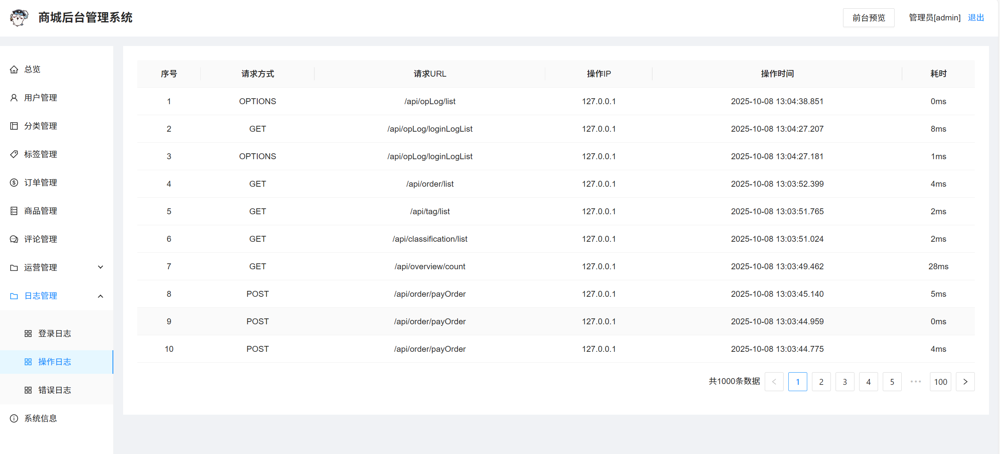 商城后台管理系统
前台预览 管理员[admin] 退出
总览
用户管理
分类管理
标签管理
订单管理
商品管理
评论管理
运营管理
日志管理
登录日志
操作日志
错误日志
系统信息
序号 请求方式 请求URL 操作IP 操作时间 耗时
1 OPTIONS /api/opLog/list 127.0.0.1 2025-10-08 13:04:38.851 0ms
2 GET /api/opLog/loginLogList 127.0.0.1 2025-10-08 13:04:27.207 8ms
3 OPTIONS /api/opLog/loginLogList 127.0.0.1 2025-10-08 13:04:27.181 1ms
4 GET /api/order/list 127.0.0.1 2025-10-08 13:03:52.399 4ms
5 GET /api/tag/list 127.0.0.1 2025-10-08 13:03:51.765 2ms
6 GET /api/classification/list 127.0.0.1 2025-10-08 13:03:51.024 2ms
7 GET /api/overview/count 127.0.0.1 2025-10-08 13:03:49.462 28ms
8 POST /api/order/payOrder 127.0.0.1 2025-10-08 13:03:45.140 5ms
9 POST /api/order/payOrder 127.0.0.1 2025-10-08 13:03:44.959 0ms
10 POST /api/order/payOrder 127.0.0.1 2025-10-08 13:03:44.775 4ms
共1000条数据 < 1 2 3 4 5 ••• 100 >